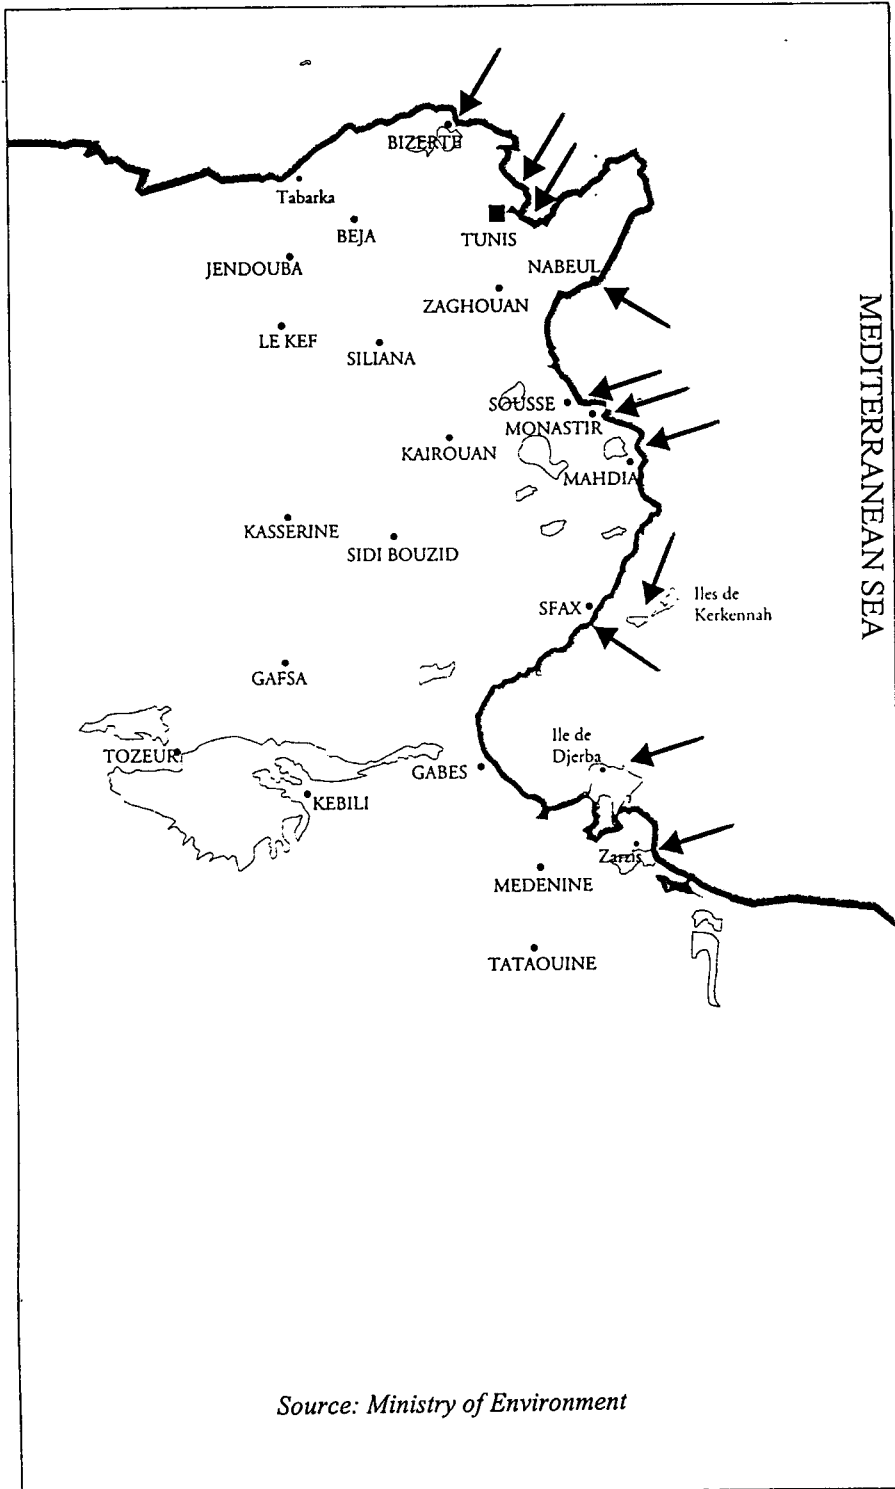 BIZERTE
Tabarka
BEJA
TUNIS
JENDOUBA
NABEUL
ZAGHOUAN
LE KEF
SILIANA
MEDITERRANEAN SEA
SOUSSE
MONASTIR
KAIROUAN
MAHDIA
KASSERINE
SIDI BOUZID
SFAX
Iles de
Kerkennah
GAFSA
Ile de
Djerba
TOZEUR
GABES
KEBILI
Zarzis
MEDENINE
TATAOUINE
Source: Ministry of Environment